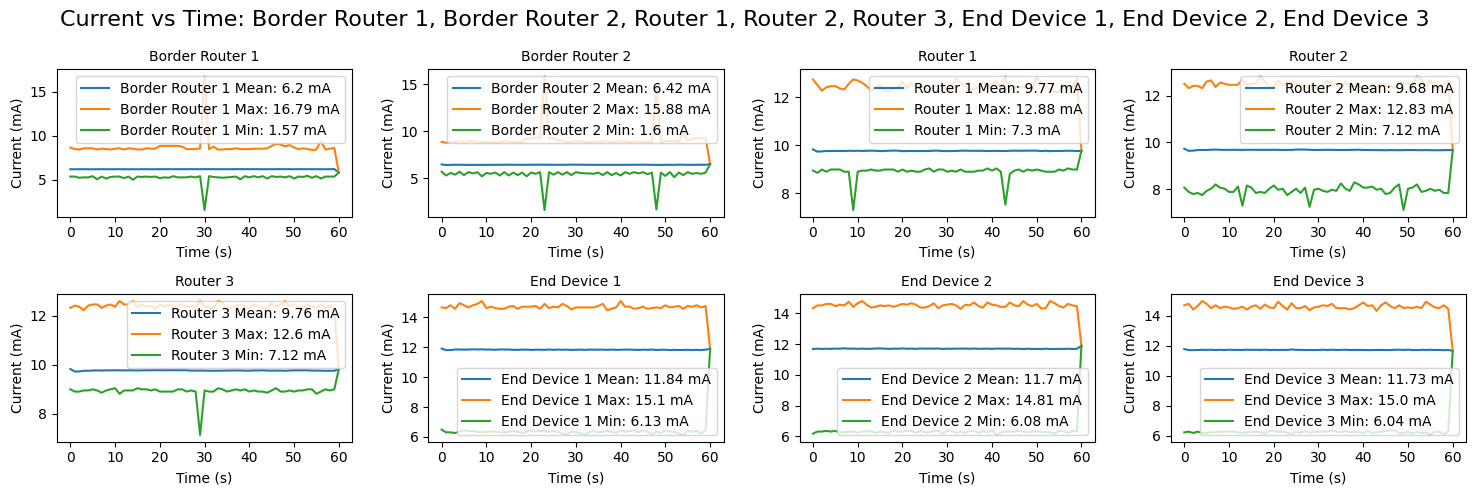 Current vs Time: Border Router 1, Border Router 2, Router 1, Router 2, Router 3, End Device 1, End Device 2, End Device 3
Border Router 1
Current (mA)
15
10
5
Border Router 1 Mean: 6.2 mA
Border Router 1 Max: 16.79 mA
Border Router 1 Min: 1.57 mA
0 10 20 30 40 50 60
Time (s)
Border Router 2
Current (mA)
15
10
5
Border Router 2 Mean: 6.42 mA
Border Router 2 Max: 15.88 mA
Border Router 2 Min: 1.6 mA
0 10 20 30 40 50 60
Time (s)
Router 1
Current (mA)
12
10
8
Router 1 Mean: 9.77 mA
Router 1 Max: 12.88 mA
Router 1 Min: 7.3 mA
0 10 20 30 40 50 60
Time (s)
Router 2
Current (mA)
12
10
8
Router 2 Mean: 9.68 mA
Router 2 Max: 12.83 mA
Router 2 Min: 7.12 mA
0 10 20 30 40 50 60
Time (s)
Router 3
Current (mA)
12
10
8
Router 3 Mean: 9.76 mA
Router 3 Max: 12.6 mA
Router 3 Min: 7.12 mA
0 10 20 30 40 50 60
Time (s)
End Device 1
Current (mA)
14
12
10
8
6
End Device 1 Mean: 11.84 mA
End Device 1 Max: 15.1 mA
End Device 1 Min: 6.13 mA
0 10 20 30 40 50 60
Time (s)
End Device 2
Current (mA)
14
12
10
8
6
End Device 2 Mean: 11.7 mA
End Device 2 Max: 14.81 mA
End Device 2 Min: 6.08 mA
0 10 20 30 40 50 60
Time (s)
End Device 3
Current (mA)
14
12
10
8
6
End Device 3 Mean: 11.73 mA
End Device 3 Max: 15.0 mA
End Device 3 Min: 6.04 mA
0 10 20 30 40 50 60
Time (s)